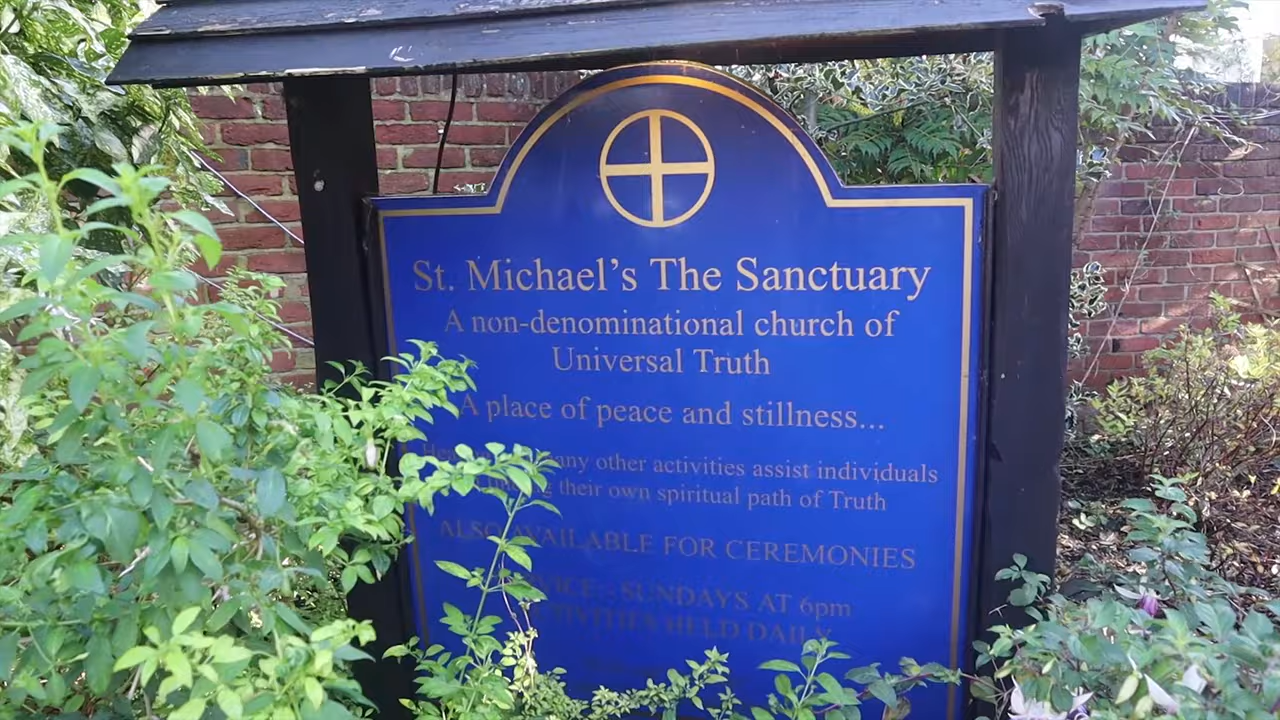 St. Michael's The Sanctuary
A non-denominational church of
Universal Truth
A place of peace and stillness...
other activities assist individuals
their own spiritual path of Truth
ALSO AVAILABLE FOR CEREMONIES
SUNDAYS AT 6pm
HELD DAILY